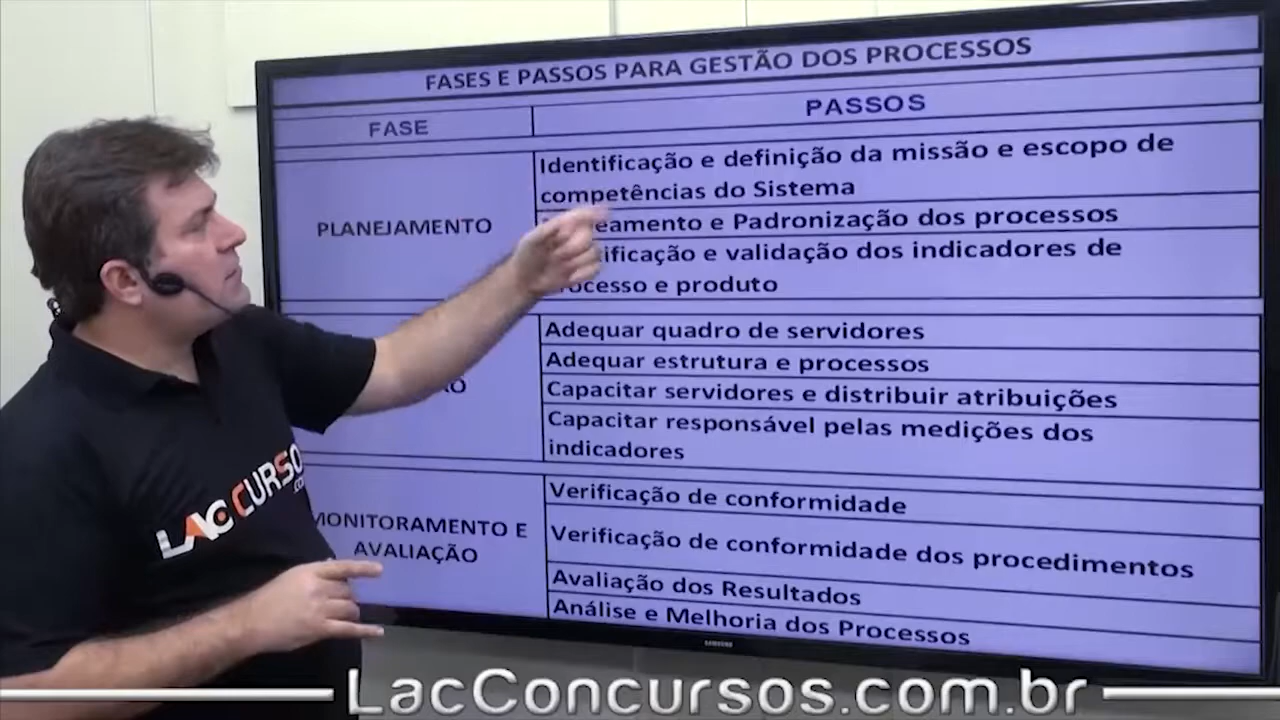 FASES E PASSOS PARA GESTÃO DOS PROCESSOS
FASE
PASSOS
PLANEJAMENTO
Identificação e definição da missão e escopo de
competências do Sistema
e Padronização dos processos
e validação dos indicadores de
e produto
Adequar quadro de servidores
Adequar estrutura e processos
Capacitar servidores e distribuir atribuições
Capacitar responsável pelas medições dos
indicadores
MONITORAMENTO E
AVALIAÇÃO
Verificação de conformidade
Verificação de conformidade dos procedimentos
Avaliação dos Resultados
Análise e Melhoria dos Processos
LAC CURSOS
SAMSUNG
LacConcursos.com.br